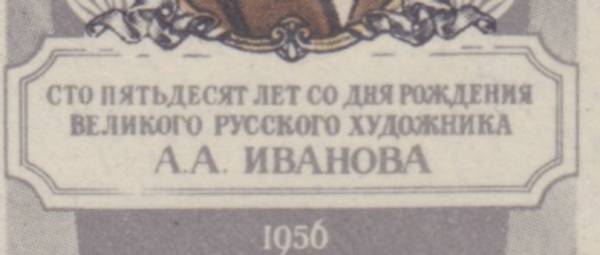 СТО ПЯТЬДЕСЯТ ЛЕТ СО ДНЯ РОЖДЕНИЯ
ВЕЛИКОГО РУССКОГО ХУДОЖНИКА
А.А. ИВАНОВА
1956